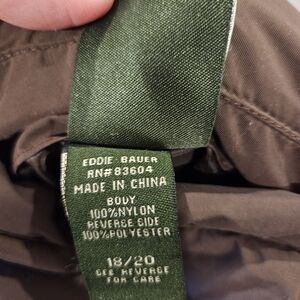 EDDIE BAUER
RN#83604
MADE IN CHINA
BODY
100%NYLON
REVERSE SIDE
100%POLYESTER
18/20
SEE REVERSE
FOR CARE